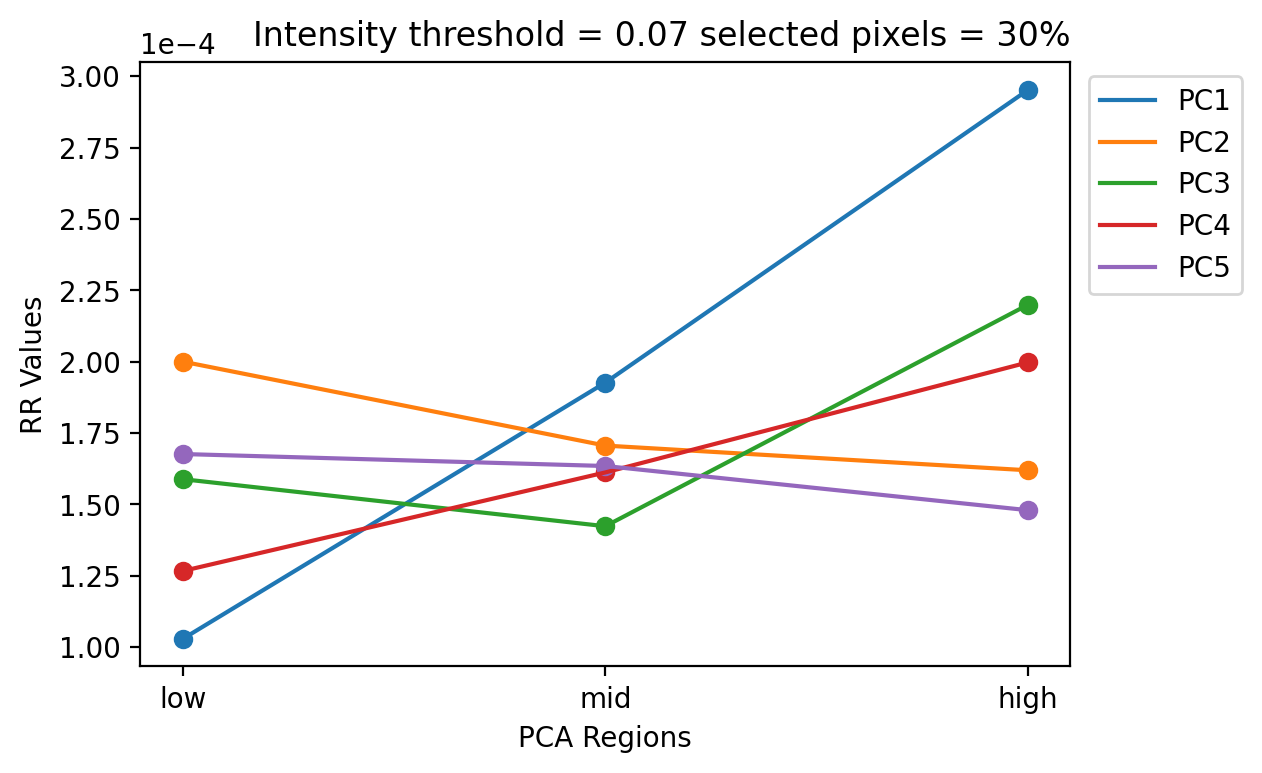 Intensity threshold = 0.07 selected pixels = 30%
1e−4
3.00
2.75
2.50
2.25
2.00
1.75
1.50
1.25
1.00
RR Values
low
mid
high
PCA Regions
PC1
PC2
PC3
PC4
PC5